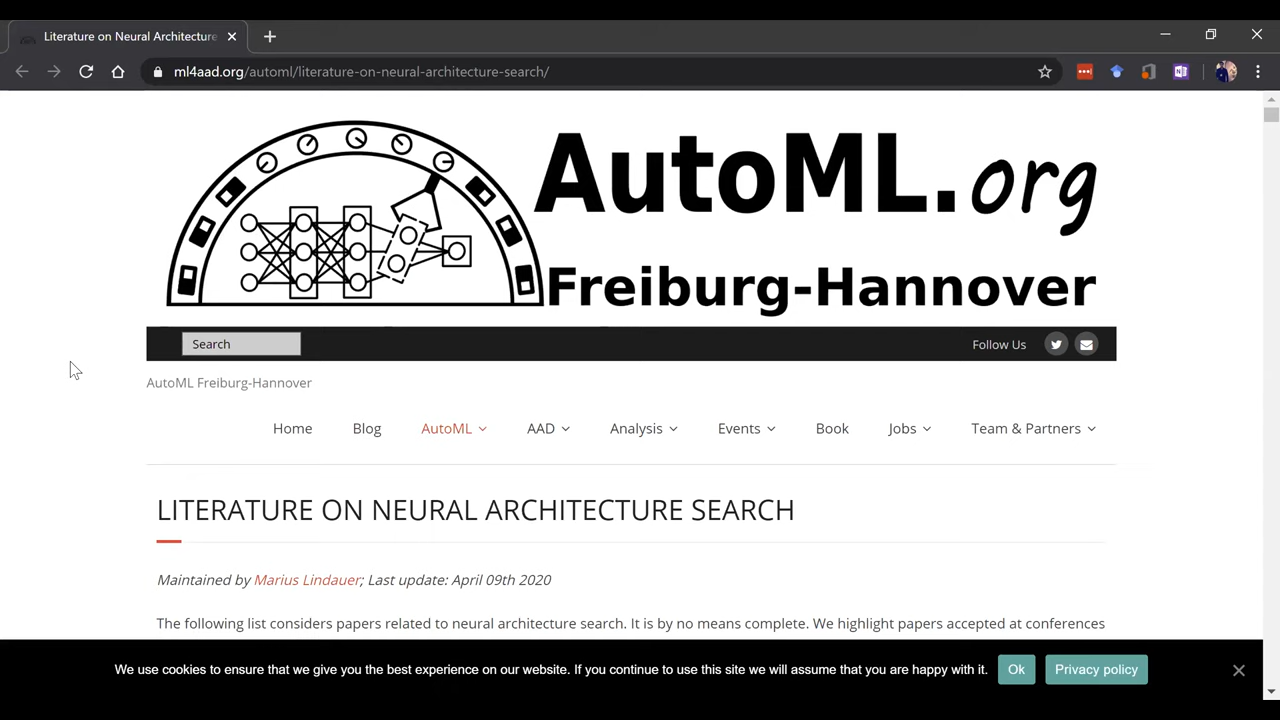 Literature on Neural Architecture
ml4aad.org/automl/literature-on-neural-architecture-search/
AutoML.org
Freiburg-Hannover
Search
Follow Us
AutoML Freiburg-Hannover
Home Blog AutoML AAD Analysis Events Book Jobs Team & Partners
LITERATURE ON NEURAL ARCHITECTURE SEARCH
Maintained by Marius Lindauer; Last update: April 09th 2020
The following list considers papers related to neural architecture search. It is by no means complete. We highlight papers accepted at conferences
We use cookies to ensure that we give you the best experience on our website. If you continue to use this site we will assume that you are happy with it. Ok Privacy policy